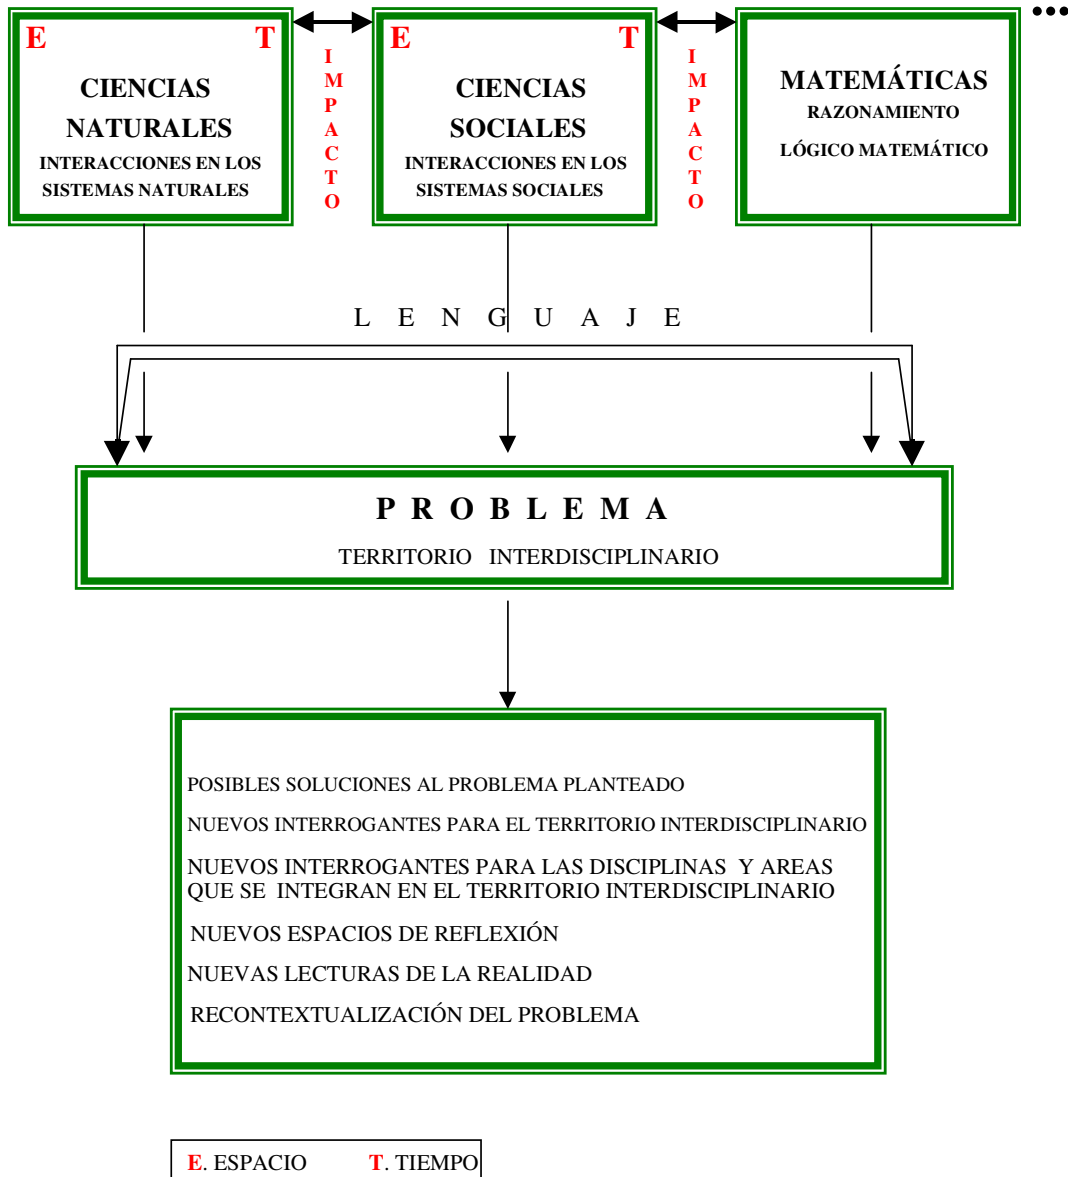 E T
CIENCIAS
NATURALES
INTERACCIONES EN LOS
SISTEMAS NATURALES
IMPACTO
E T
CIENCIAS
SOCIALES
INTERACCIONES EN LOS
SISTEMAS SOCIALES
IMPACTO
MATEMÁTICAS
RAZONAMIENTO
LÓGICO MATEMÁTICO
...
L E N G U A J E
P R O B L E M A
TERRITORIO INTERDISCIPLINARIO
POSIBLES SOLUCIONES AL PROBLEMA PLANTEADO
NUEVOS INTERROGANTES PARA EL TERRITORIO INTERDISCIPLINARIO
NUEVOS INTERROGANTES PARA LAS DISCIPLINAS Y AREAS
QUE SE INTEGRAN EN EL TERRITORIO INTERDISCIPLINARIO
NUEVOS ESPACIOS DE REFLEXIÓN
NUEVAS LECTURAS DE LA REALIDAD
RECONTEXTUALIZACIÓN DEL PROBLEMA
E. ESPACIO T. TIEMPO